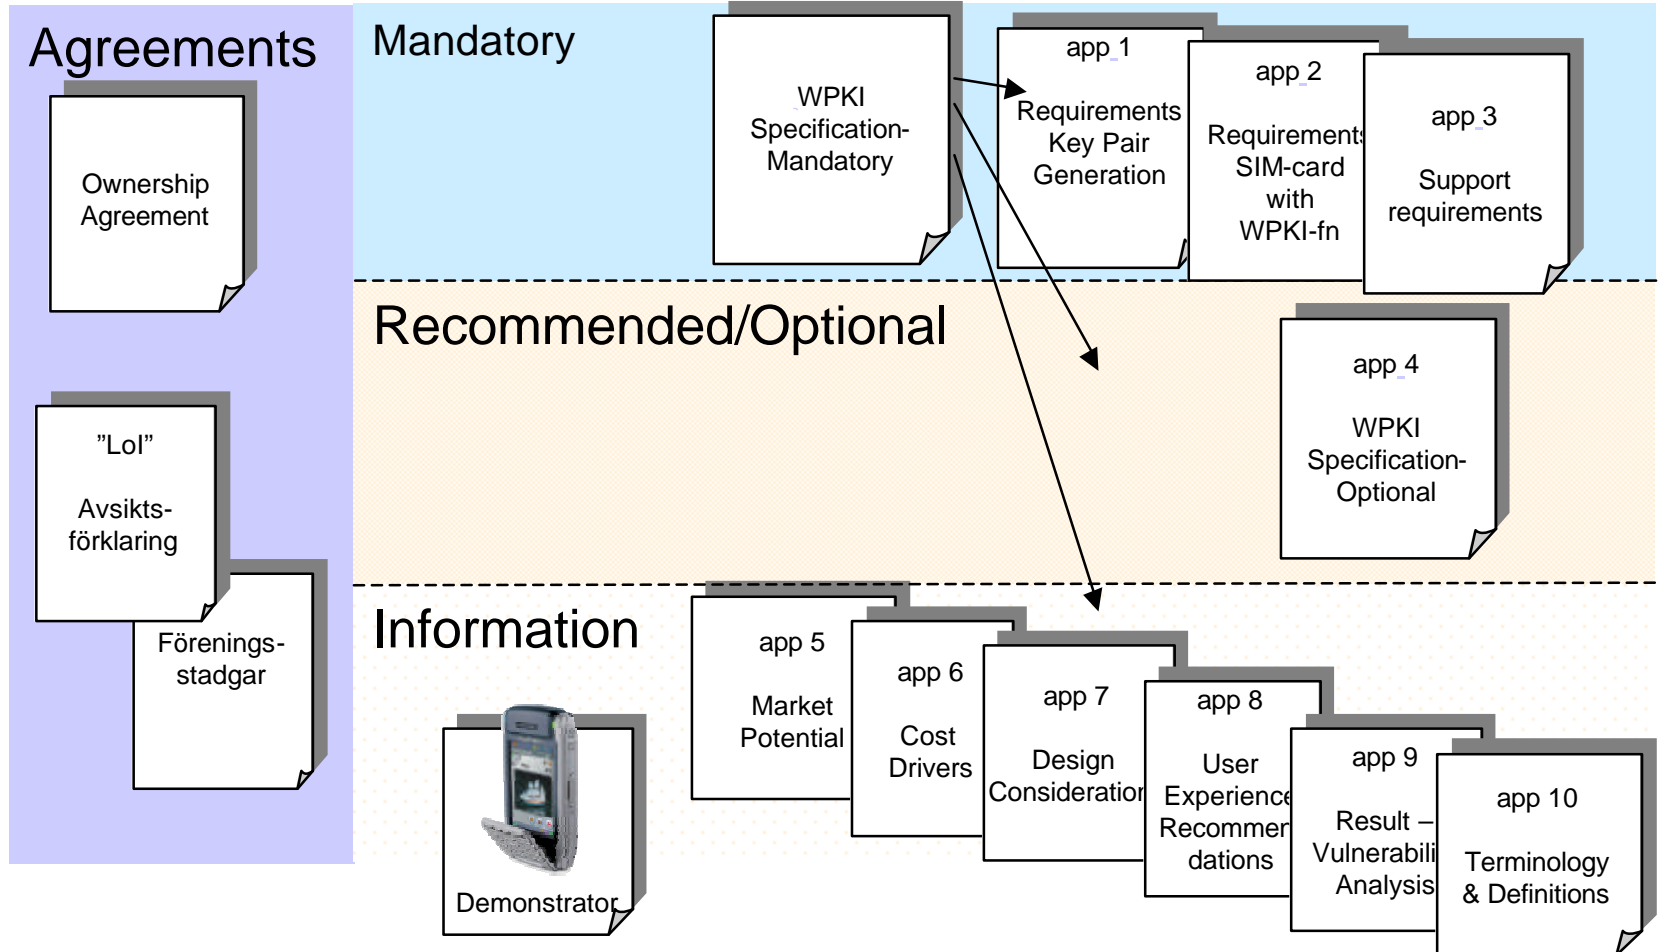 Agreements
Ownership
Agreement
”LoI”
Avsikts-
förklaring
Förenings-
stadgar
Mandatory
WPKI
Specification-
Mandatory
app 1
Requirements
Key Pair
Generation
app 2
Requirements
SIM-card
with
WPKI-fn
app 3
Support
requirements
Recommended/Optional
app 4
WPKI
Specification-
Optional
Information
Demonstrator
app 5
Market
Potential
app 6
Cost
Drivers
app 7
Design
Consideration
app 8
User
Experience
Recommen
dations
app 9
Result –
Vulnerabili
Analysis
app 10
Terminology
& Definitions